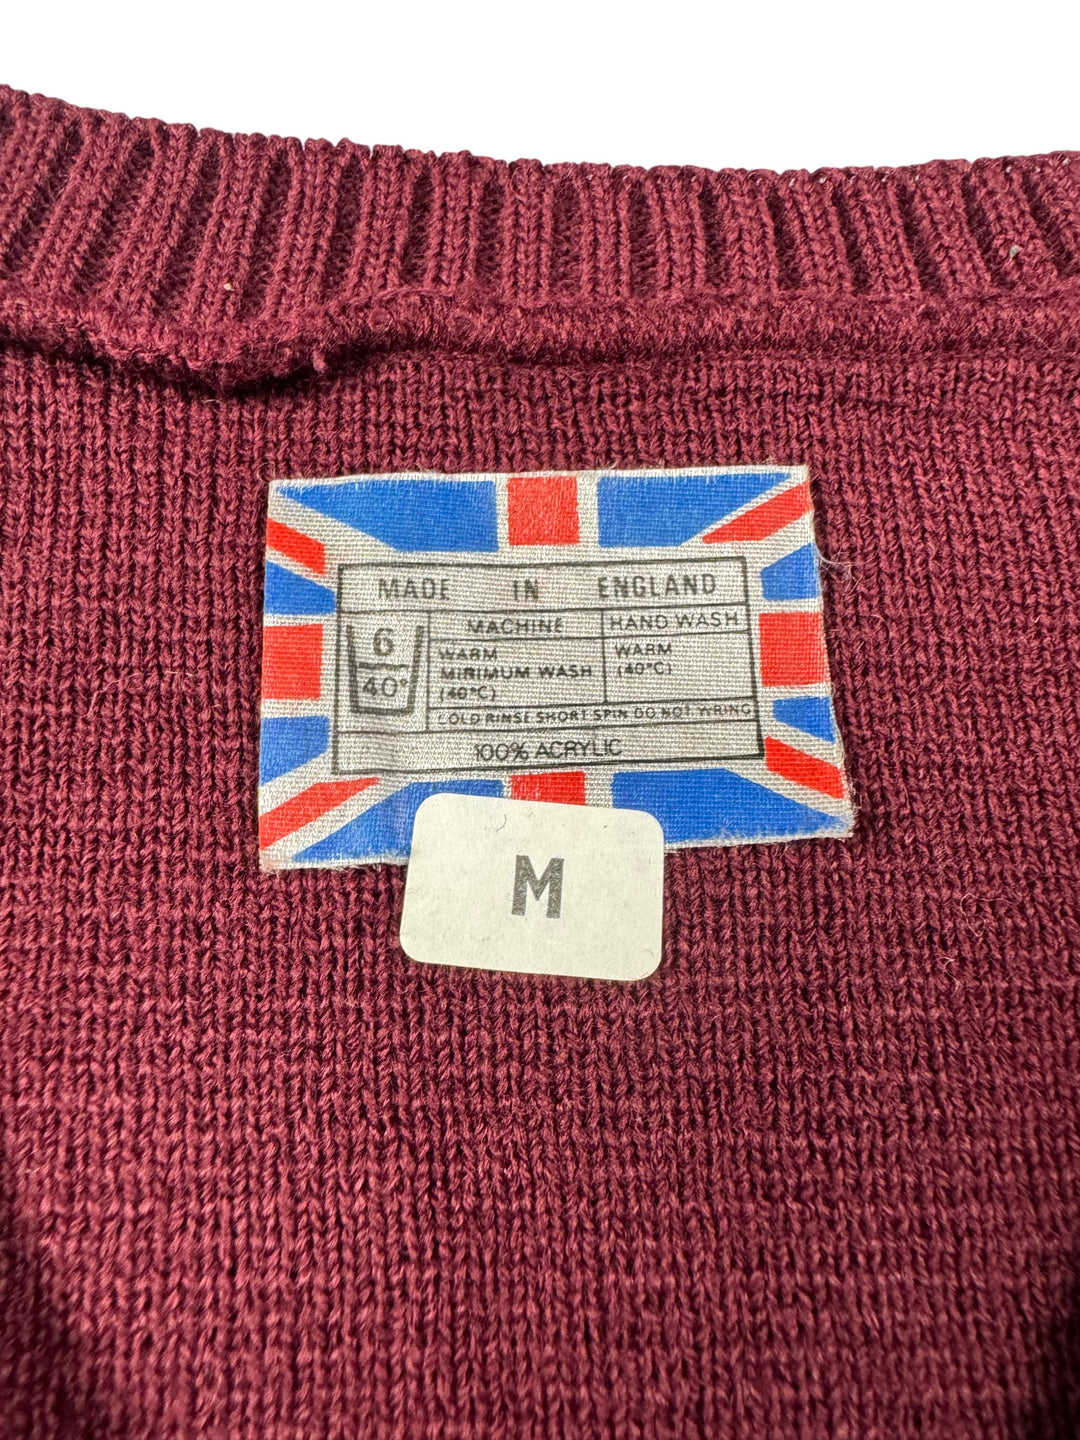 MADE IN ENGLAND
6 MACHINE HAND WASH
40° WARM WARM
MINIMUM WASH (40°C)
(40°C)
COLD RINSE SHORT SPIN DO NOT WRING
100% ACRYLIC
M